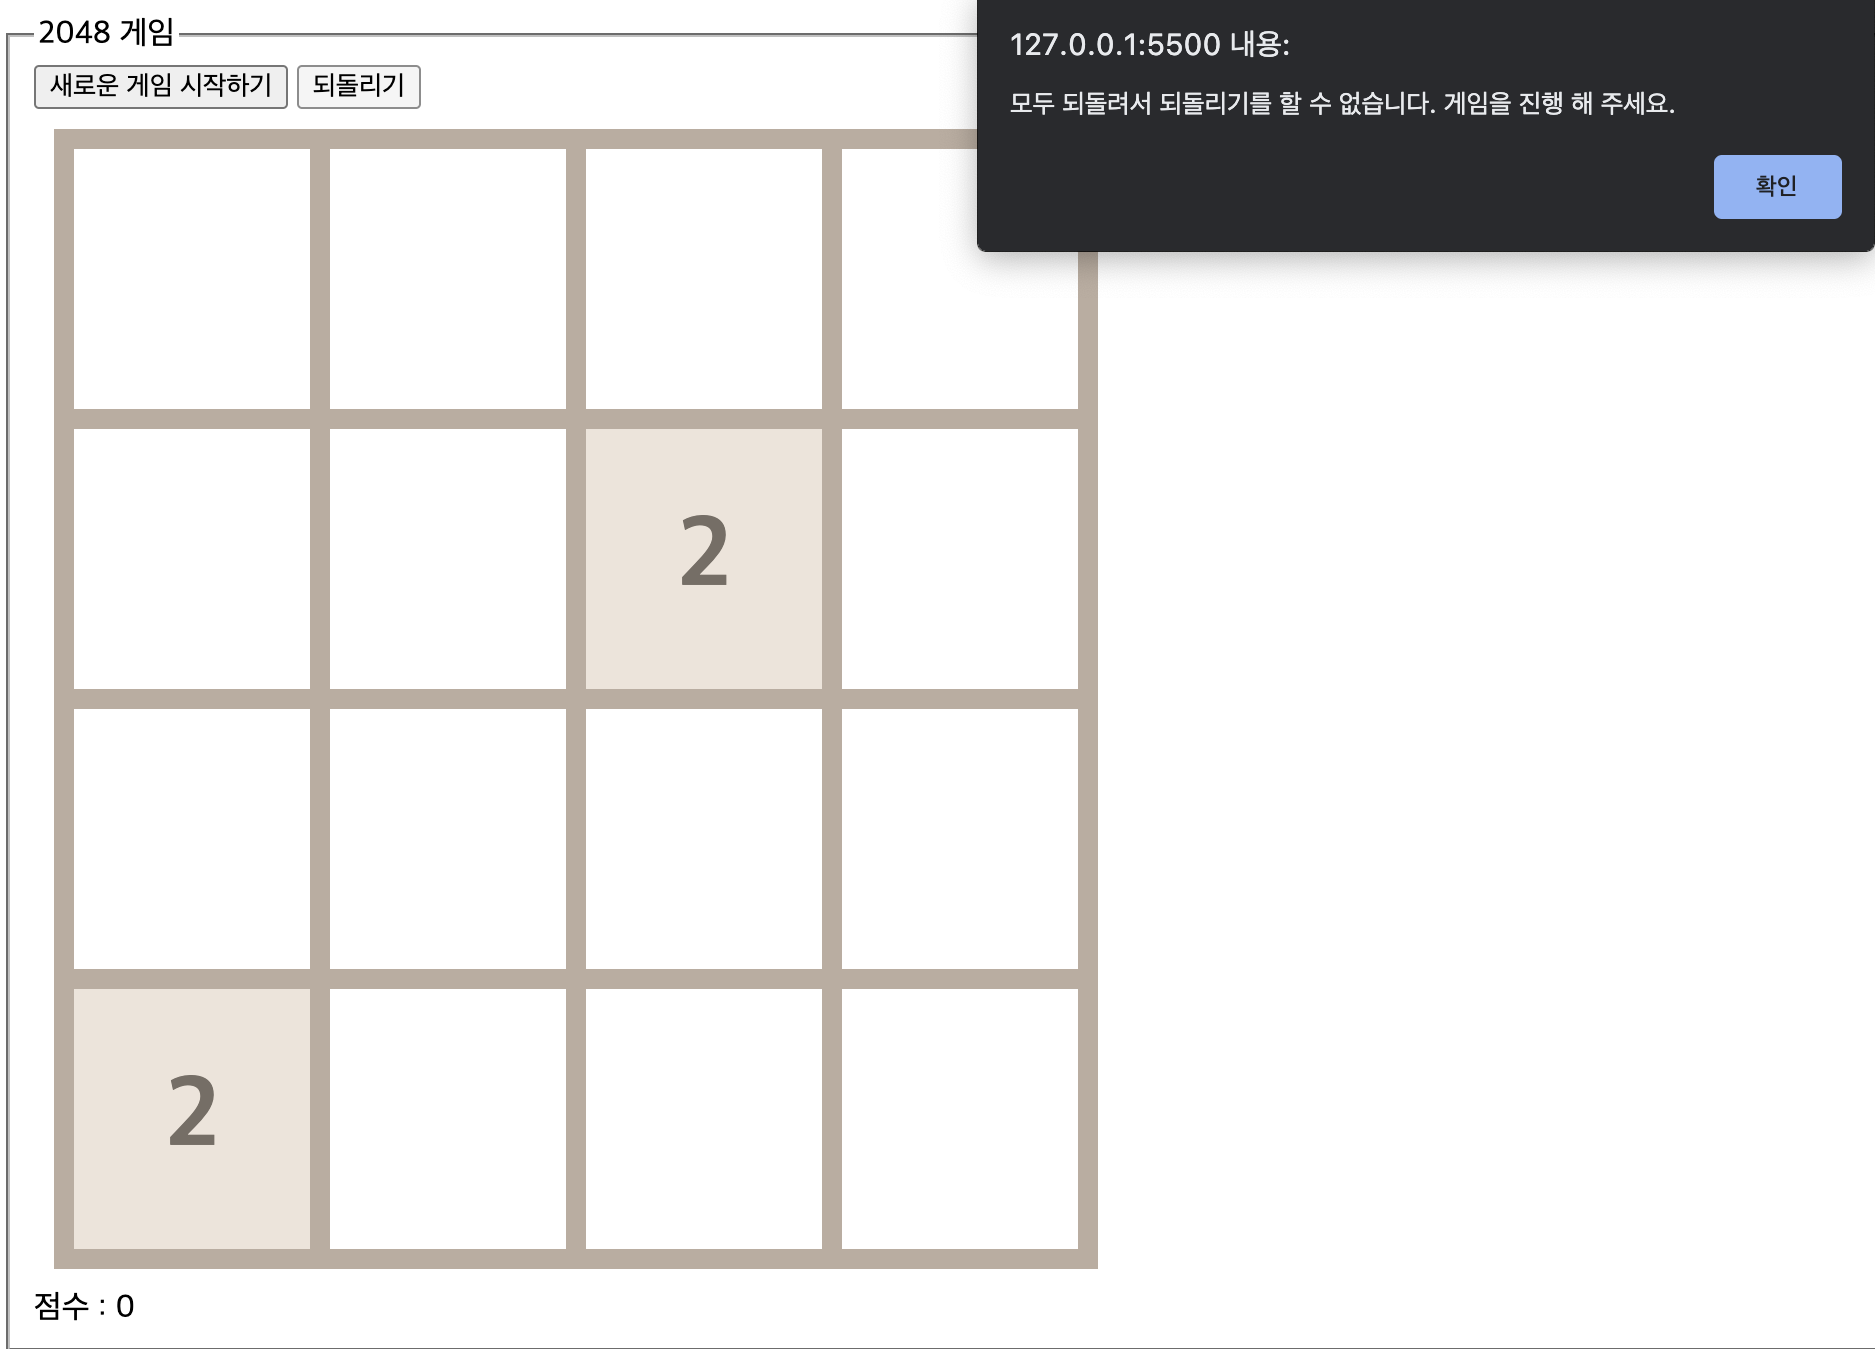 2048 게임
새로운 게임 시작하기 되돌리기
127.0.0.1:5500 내용:
모두 되돌려서 되돌리기를 할 수 없습니다. 게임을 진행 해 주세요.
확인
2
2
점수 : 0